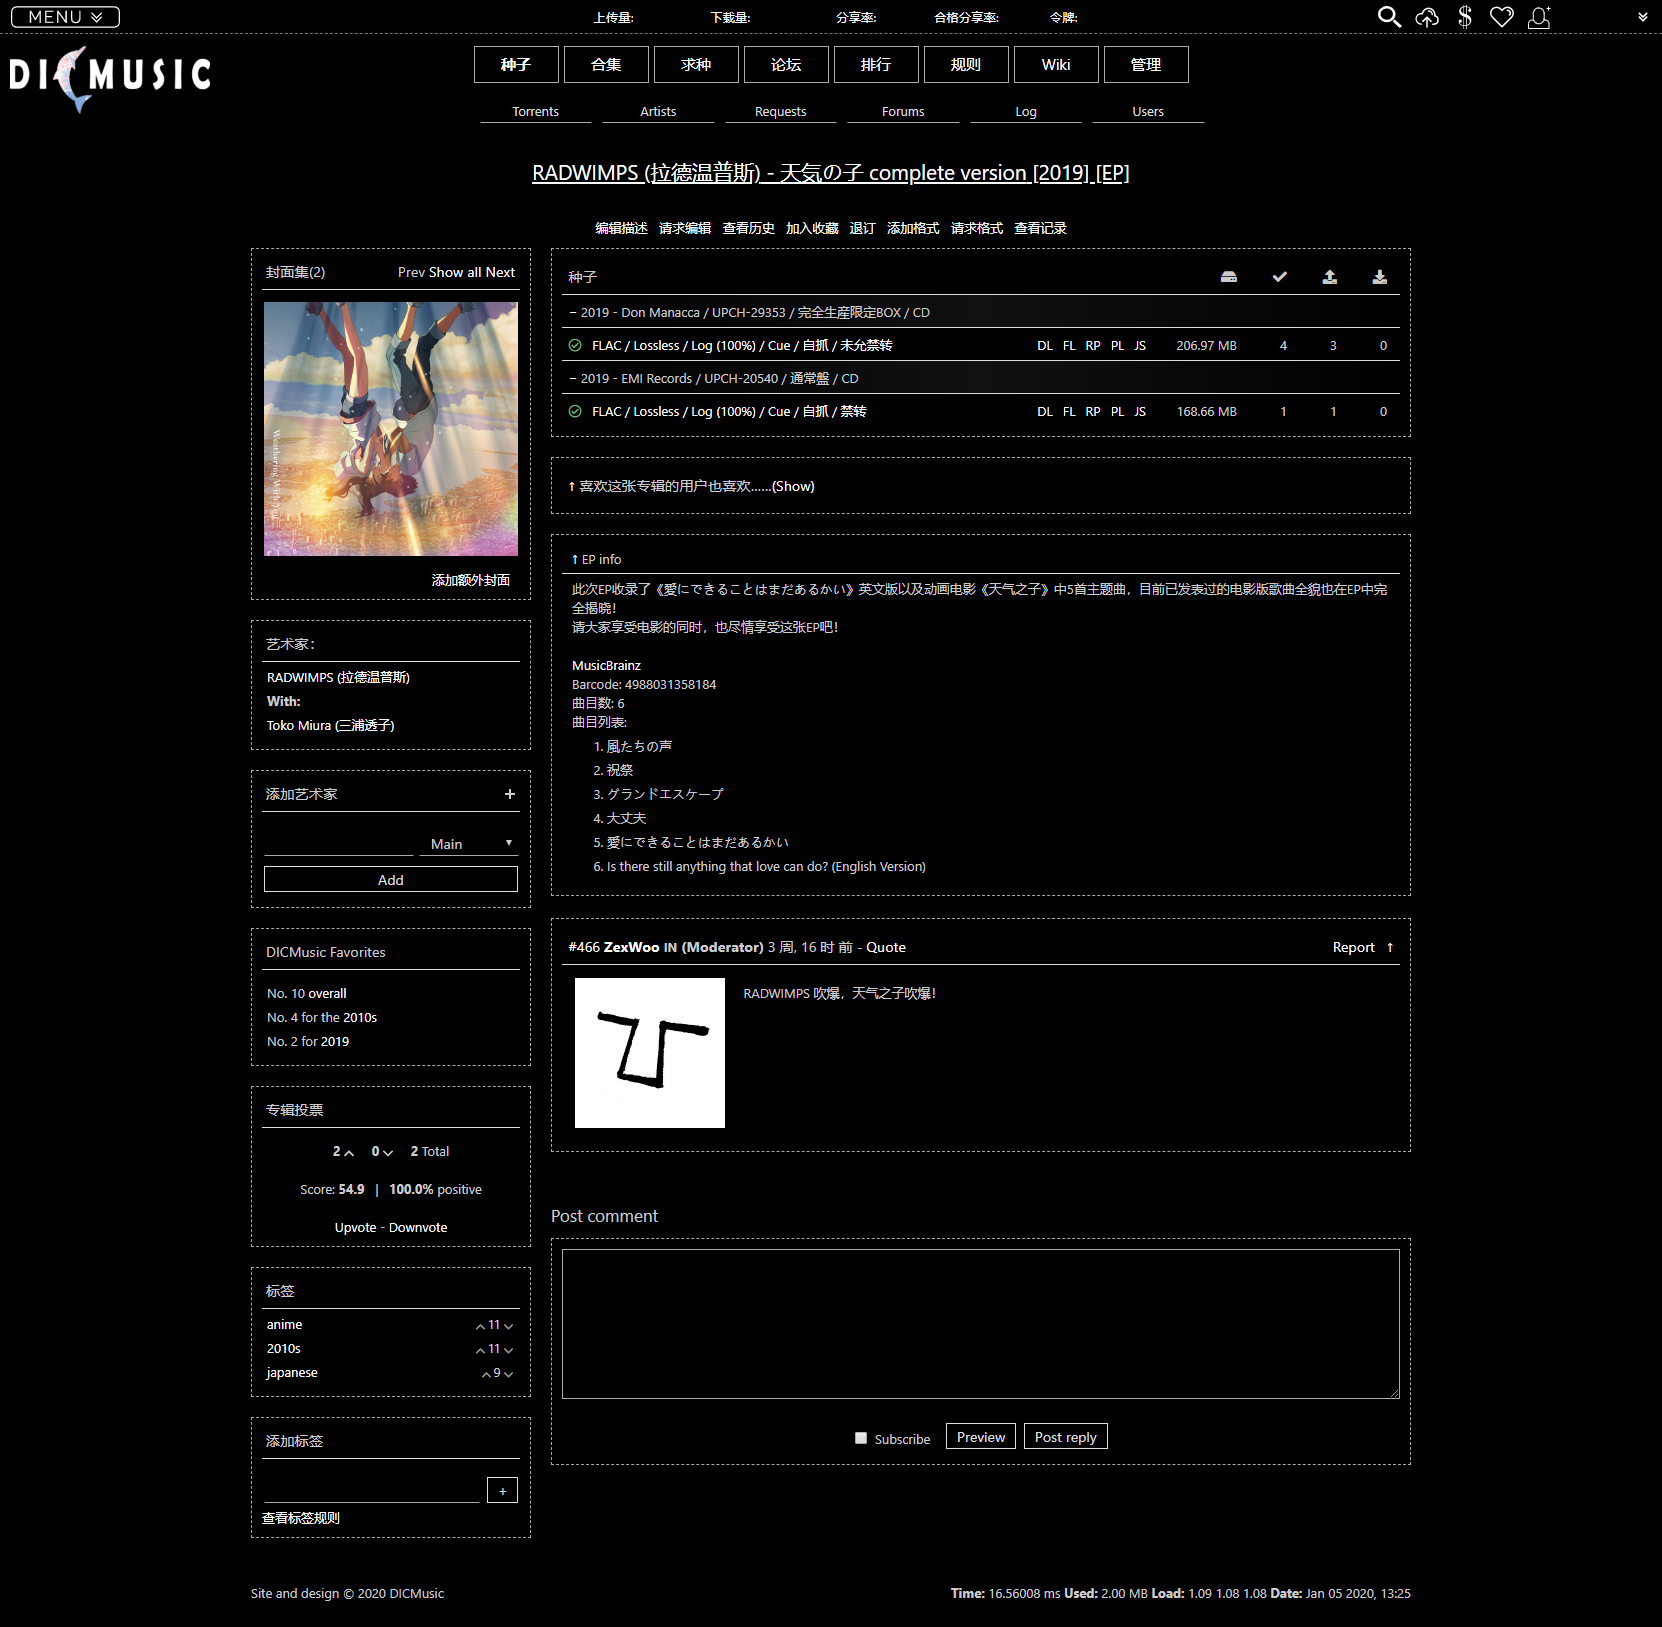 MENU
上传量: 下载量: 分享率: 合格分享率: 令牌:
DICMUSIC
种子 合集 求种 论坛 排行 规则 Wiki 管理
Torrents Artists Requests Forums Log Users
RADWIMPS (拉德温普斯) - 天気の子 complete version [2019] [EP]
编辑描述 请求编辑 查看历史 加入收藏 退订 添加格式 请求格式 查看记录
封面集(2) Prev Show all Next
Weathering With You
添加额外封面
艺术家：
RADWIMPS (拉德温普斯)
With:
Toko Miura (三浦透子)
添加艺术家 +
Main
Add
DICMusic Favorites
No. 10 overall
No. 4 for the 2010s
No. 2 for 2019
专辑投票
2 0 2 Total
Score: 54.9 | 100.0% positive
Upvote - Downvote
标签
anime 11
2010s 11
japanese 9
添加标签
+
查看标签规则
种子
− 2019 - Don Manacca / UPCH-29353 / 完全生産限定BOX / CD
FLAC / Lossless / Log (100%) / Cue / 自抓 / 未允禁转 DL FL RP PL JS 206.97 MB 4 3 0
− 2019 - EMI Records / UPCH-20540 / 通常盤 / CD
FLAC / Lossless / Log (100%) / Cue / 自抓 / 禁转 DL FL RP PL JS 168.66 MB 1 1 0
↑ 喜欢这张专辑的用户也喜欢......(Show)
↑ EP info
此次EP收录了《愛にできることはまだあるかい》英文版以及动画电影《天气之子》中5首主题曲，目前已发表过的电影版歌曲全貌也在EP中完
全揭晓！
请大家享受电影的同时，也尽情享受这张EP吧！
MusicBrainz
Barcode: 4988031358184
曲目数: 6
曲目列表:
1. 風たちの声
2. 祝祭
3. グランドエスケープ
4. 大丈夫
5. 愛にできることはまだあるかい
6. Is there still anything that love can do? (English Version)
#466 ZexWoo IN (Moderator) 3 周, 16 时 前 - Quote Report ↑
RADWIMPS 吹爆，天气之子吹爆！
Post comment
Subscribe Preview Post reply
Site and design © 2020 DICMusic
Time: 16.56008 ms Used: 2.00 MB Load: 1.09 1.08 1.08 Date: Jan 05 2020, 13:25